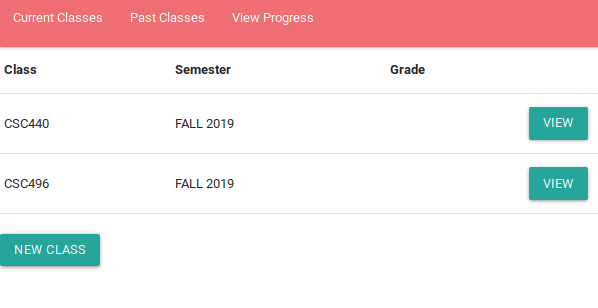 Current Classes Past Classes View Progress
Class Semester Grade
CSC440 FALL 2019 VIEW
CSC496 FALL 2019 VIEW
NEW CLASS